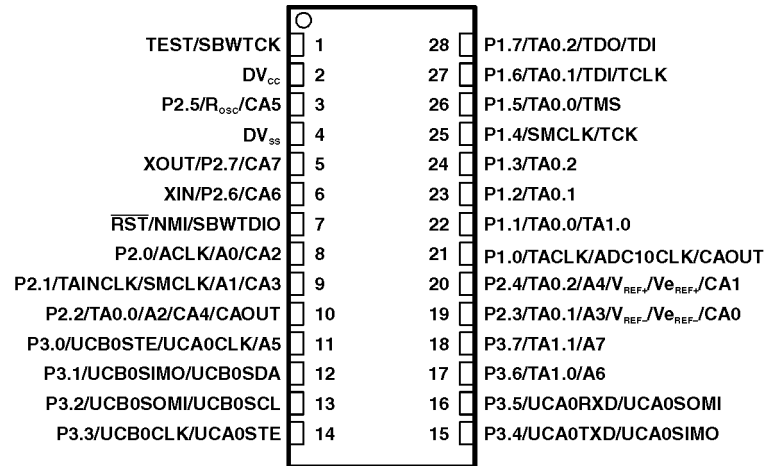 TEST/SBWTCK 1 28 P1.7/TA0.2/TDO/TDI
DVcc 2 27 P1.6/TA0.1/TDI/TCLK
P2.5/Rosc/CA5 3 26 P1.5/TA0.0/TMS
DVss 4 25 P1.4/SMCLK/TCK
XOUT/P2.7/CA7 5 24 P1.3/TA0.2
XIN/P2.6/CA6 6 23 P1.2/TA0.1
RST/NMI/SBWTDIO 7 22 P1.1/TA0.0/TA1.0
P2.0/ACLK/A0/CA2 8 21 P1.0/TACLK/ADC10CLK/CAOUT
P2.1/TAINCLK/SMCLK/A1/CA3 9 20 P2.4/TA0.2/A4/VREF+/VeREF+/CA1
P2.2/TA0.0/A2/CA4/CAOUT 10 19 P2.3/TA0.1/A3/VREF-/VeREF-/CA0
P3.0/UCB0STE/UCA0CLK/A5 11 18 P3.7/TA1.1/A7
P3.1/UCB0SIMO/UCB0SDA 12 17 P3.6/TA1.0/A6
P3.2/UCB0SOMI/UCB0SCL 13 16 P3.5/UCA0RXD/UCA0SOMI
P3.3/UCB0CLK/UCA0STE 14 15 P3.4/UCA0TXD/UCA0SIMO